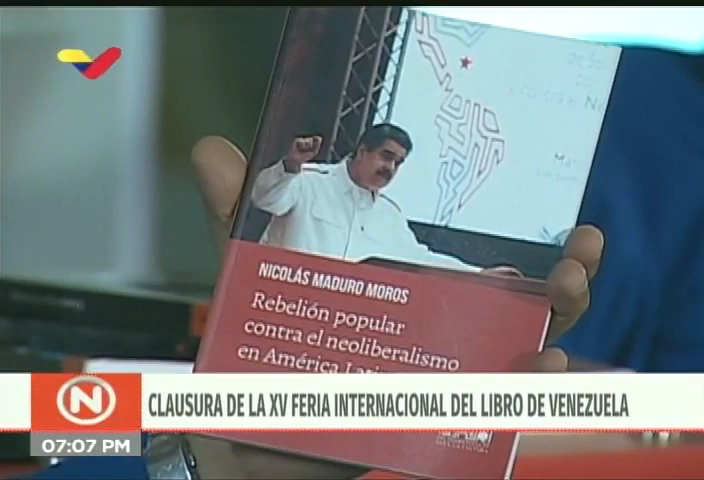 NICOLÁS MADURO MOROS
Rebelión popular
contra el neoliberalismo
en América
N
CLAUSURA DE LA XV FERIA INTERNACIONAL DEL LIBRO DE VENEZUELA
07:07 PM